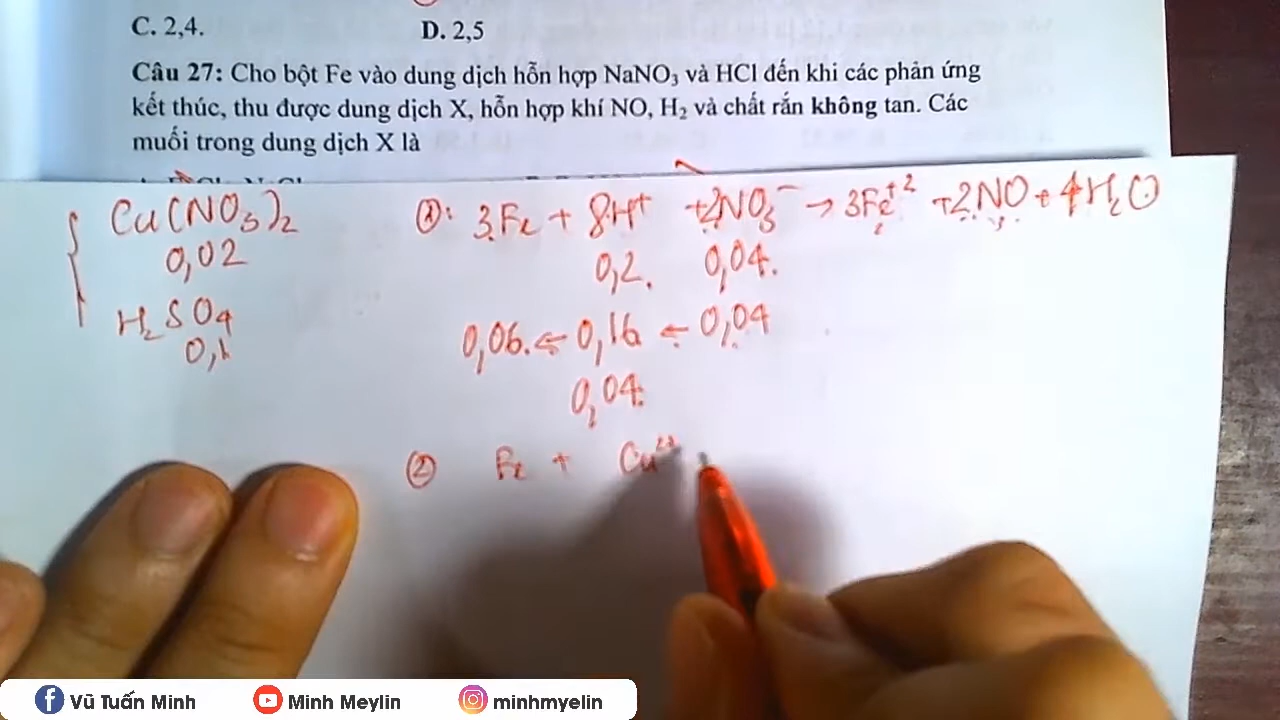 C. 2,4. D. 2,5
Câu 27: Cho bột Fe vào dung dịch hỗn hợp NaNO₃ và HCl đến khi các phản ứng
kết thúc, thu được dung dịch X, hỗn hợp khí NO, H₂ và chất rắn không tan. Các
muối trong dung dịch X là
Cu(NO₃)₂
0,02
H₂SO₄
0,1
3Fe + 8H⁺ + 2NO₃⁻ → 3Fe⁺² + 2NO + 4H₂O
0,2. 0,04.
0,06. ← 0,16 ← 0,04
0,04.
② Fe + Cu²⁺
Vũ Tuấn Minh Minh Meylin minhmyelin